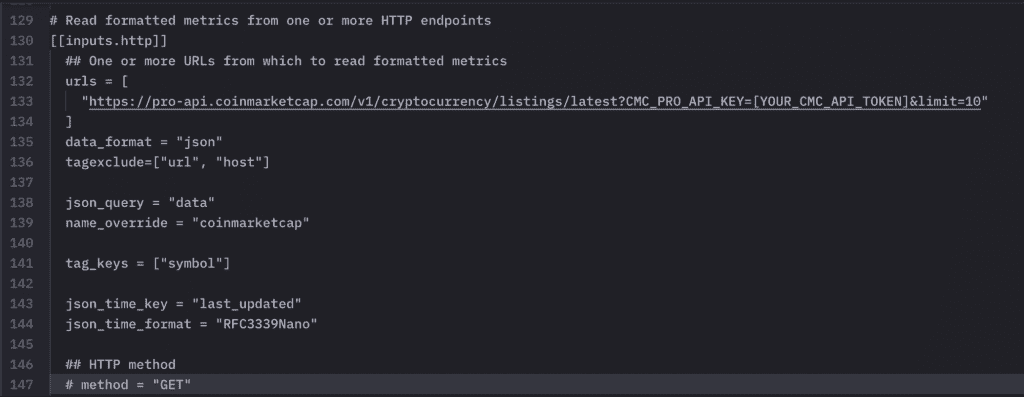 129 # Read formatted metrics from one or more HTTP endpoints
130 [[inputs.http]]
131 ## One or more URLs from which to read formatted metrics
132 urls = [
133 "https://pro-api.coinmarketcap.com/v1/cryptocurrency/listings/latest?CMC_PRO_API_KEY=[YOUR_CMC_API_TOKEN]&limit=10"
134 ]
135 data_format = "json"
136 tagexclude=["url", "host"]
137
138 json_query = "data"
139 name_override = "coinmarketcap"
140
141 tag_keys = ["symbol"]
142
143 json_time_key = "last_updated"
144 json_time_format = "RFC3339Nano"
145
146 ## HTTP method
147 # method = "GET"